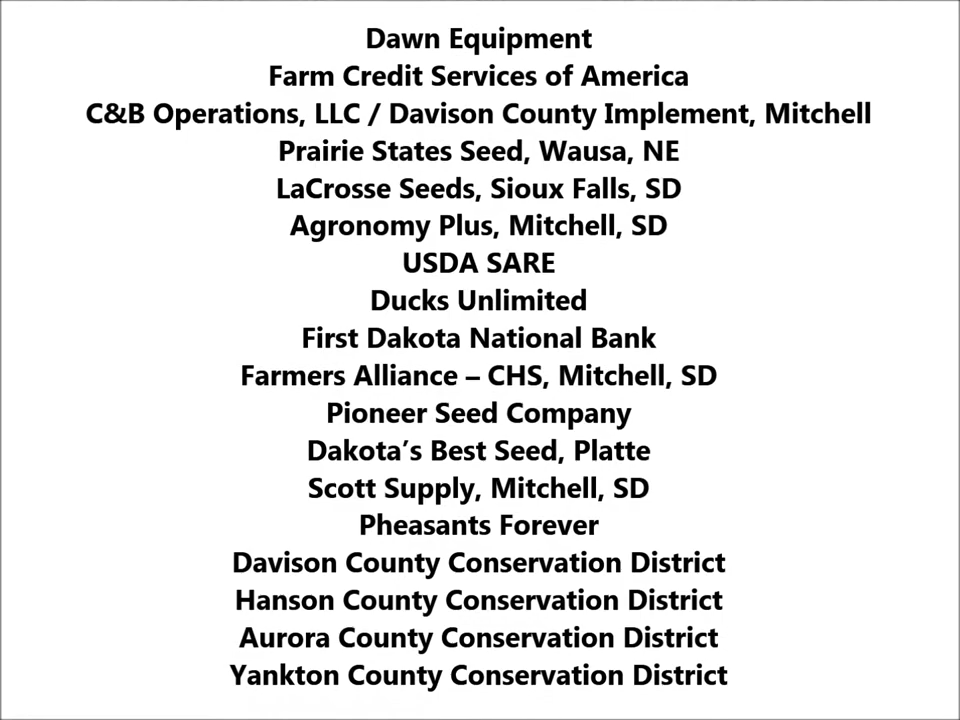 Dawn Equipment
Farm Credit Services of America
C&B Operations, LLC / Davison County Implement, Mitchell
Prairie States Seed, Wausa, NE
LaCrosse Seeds, Sioux Falls, SD
Agronomy Plus, Mitchell, SD
USDA SARE
Ducks Unlimited
First Dakota National Bank
Farmers Alliance – CHS, Mitchell, SD
Pioneer Seed Company
Dakota’s Best Seed, Platte
Scott Supply, Mitchell, SD
Pheasants Forever
Davison County Conservation District
Hanson County Conservation District
Aurora County Conservation District
Yankton County Conservation District